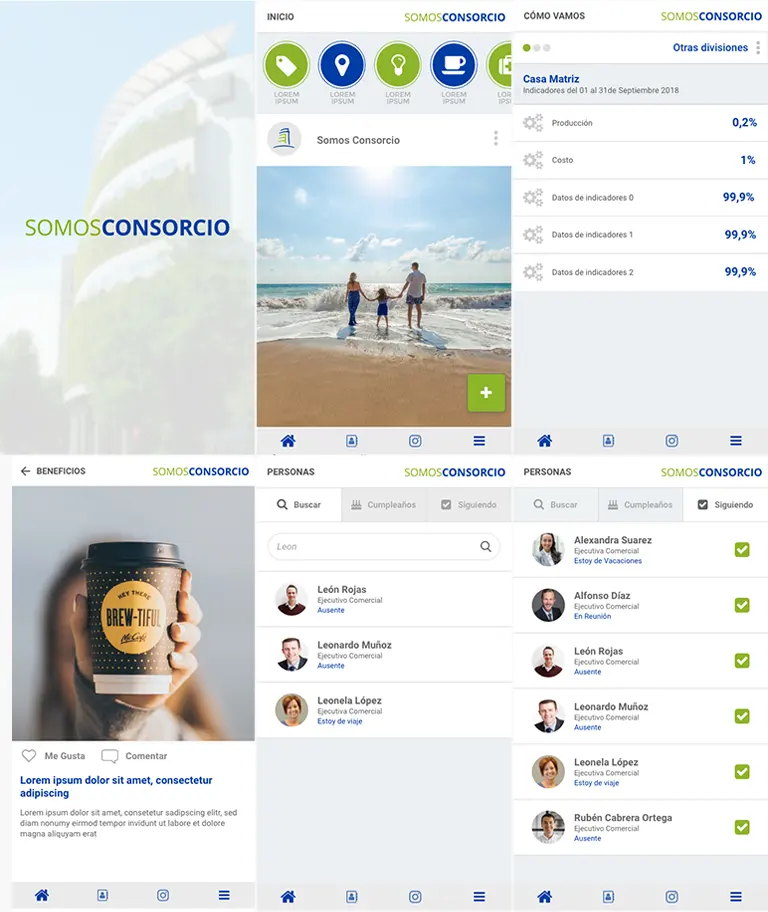 SOMOSCONSORCIO
INICIO
SOMOSCONSORCIO
LOREM IPSUM
LOREM IPSUM
LOREM IPSUM
LOREM IPSUM
LOR
IPS
Somos Consorcio
CÓMO VAMOS
SOMOSCONSORCIO
Otras divisiones
Casa Matriz
Indicadores del 01 al 31de Septiembre 2018
Producción 0,2%
Costo 1%
Datos de indicadores 0 99,9%
Datos de indicadores 1 99,9%
Datos de indicadores 2 99,9%
BENEFICIOS
SOMOSCONSORCIO
HEY THERE
BREW-TIFUL
McCafé
Me Gusta Comentar
Lorem ipsum dolor sit amet, consectetur
adipiscing
Lorem ipsum dolor sit amet, consetetur sadipscing elitr, sed
diam nonumy eirmod tempor invidunt ut labore et dolore
magna aliquyam erat
PERSONAS
SOMOSCONSORCIO
Buscar Cumpleaños Siguiendo
Leon
León Rojas
Ejecutivo Comercial
Ausente
Leonardo Muñoz
Ejecutivo Comercial
Ausente
Leonela López
Ejecutiva Comercial
Estoy de viaje
PERSONAS
SOMOSCONSORCIO
Buscar Cumpleaños Siguiendo
Alexandra Suarez
Ejecutiva Comercial
Estoy de Vacaciones
Alfonso Díaz
Ejecutivo Comercial
En Reunión
León Rojas
Ejecutivo Comercial
Ausente
Leonardo Muñoz
Ejecutivo Comercial
Ausente
Leonela López
Ejecutiva Comercial
Estoy de viaje
Rubén Cabrera Ortega
Ejecutivo Comercial
Ausente